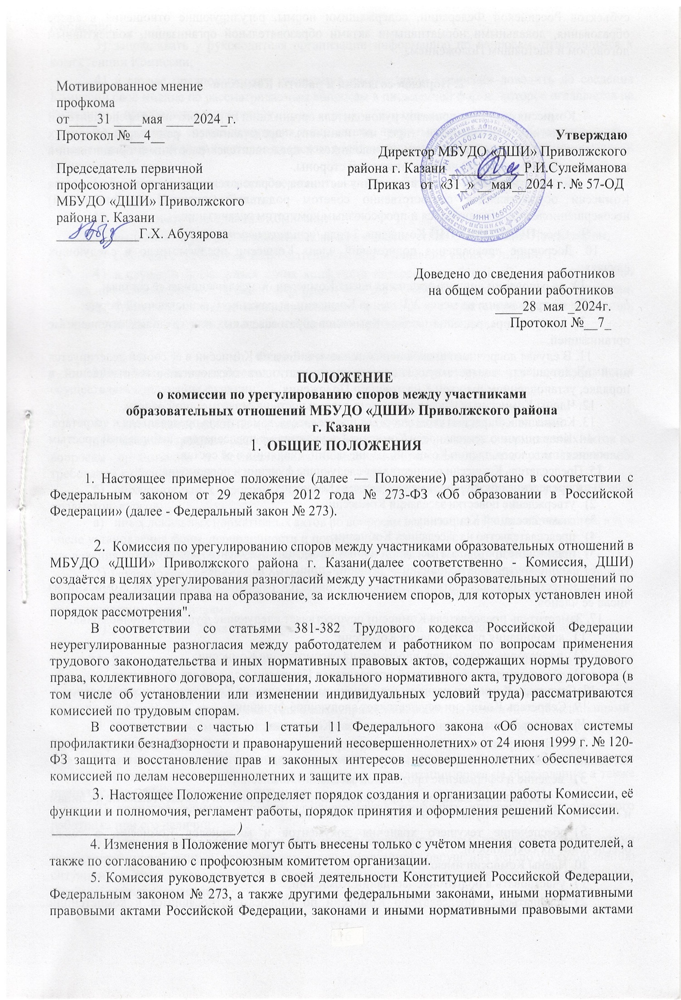 Мотивированное мнение
профкома
от____31 ____мая ____2024_г.
Протокол №__4__
Председатель первичной
профсоюзной организации
МБУДО «ДШИ» Приволжского
района г. Казани
____________Г.Х. Абузярова
Утверждаю
Директор МБУДО «ДШИ» Приволжского
района г. Казани ___________Р.И.Сулейманова
Приказ от «31_» __мая__2024 г. № 57-ОД
ИНН 1659026382
ПРИВОЛЖСКОГО
Г. КАЗАНИ
Доведено до сведения работников
на общем собрании работников
____28 мая _2024г.
Протокол №__7_
ПОЛОЖЕНИЕ
о комиссии по урегулированию споров между участниками
образовательных отношений МБУДО «ДШИ» Приволжского района
г. Казани
1. ОБЩИЕ ПОЛОЖЕНИЯ
1. Настоящее примерное положение (далее — Положение) разработано в соответствии с
Федеральным законом от 29 декабря 2012 года № 273-ФЗ «Об образовании в Российской
Федерации» (далее - Федеральный закон № 273).
2. Комиссия по урегулированию споров между участниками образовательных отношений в
МБУДО «ДШИ» Приволжского района г. Казани(далее соответственно - Комиссия, ДШИ)
создаётся в целях урегулирования разногласий между участниками образовательных отношений по
вопросам реализации права на образование, за исключением споров, для которых установлен иной
порядок рассмотрения".
В соответствии со статьями 381-382 Трудового кодекса Российской Федерации
неурегулированные разногласия между работодателем и работником по вопросам применения
трудового законодательства и иных нормативных правовых актов, содержащих нормы трудового
права, коллективного договора, соглашения, локального нормативного акта, трудового договора (в
том числе об установлении или изменении индивидуальных условий труда) рассматриваются
комиссией по трудовым спорам.
В соответствии с частью 1 статьи 11 Федерального закона «Об основах системы
профилактики безнадзорности и правонарушений несовершеннолетних» от 24 июня 1999 г. № 120-
ФЗ защита и восстановление прав и законных интересов несовершеннолетних обеспечивается
комиссией по делам несовершеннолетних и защите их прав.
3. Настоящее Положение определяет порядок создания и организации работы Комиссии, её
функции и полномочия, регламент работы, порядок принятия и оформления решений Комиссии.
___________________________)
4. Изменения в Положение могут быть внесены только с учётом мнения совета родителей, а
также по согласованию с профсоюзным комитетом организации.
5. Комиссия руководствуется в своей деятельности Конституцией Российской Федерации,
Федеральным законом № 273, а также другими федеральными законами, иными нормативными
правовыми актами Российской Федерации, законами и иными нормативными правовыми актами